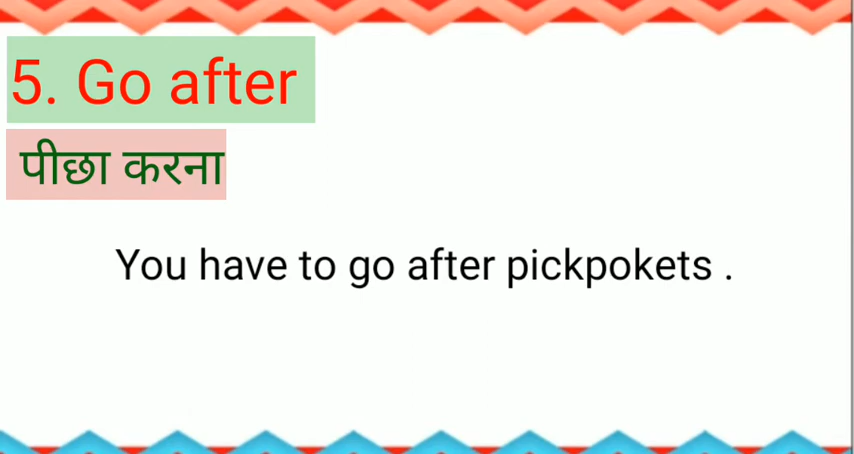 5. Go after
पीछा करना
You have to go after pickpokets .